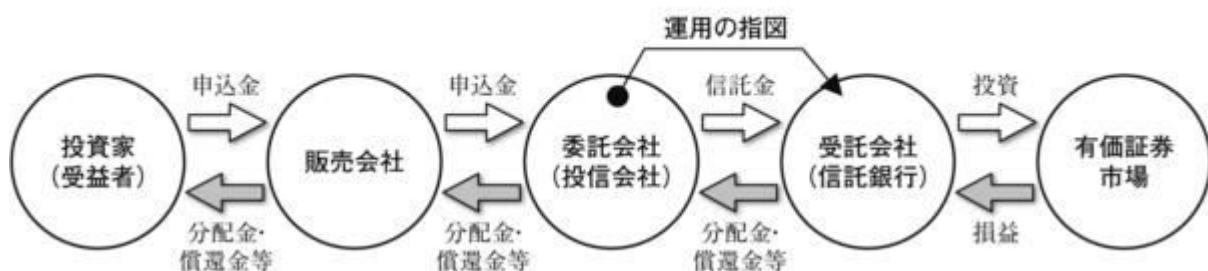 運用の指図
申込金
申込金
信託金
投資
投資家
（受益者）
販売会社
委託会社
（投信会社）
受託会社
（信託銀行）
有価証券
市場
分配金・
償還金等
分配金・
償還金等
分配金・
償還金等
損益